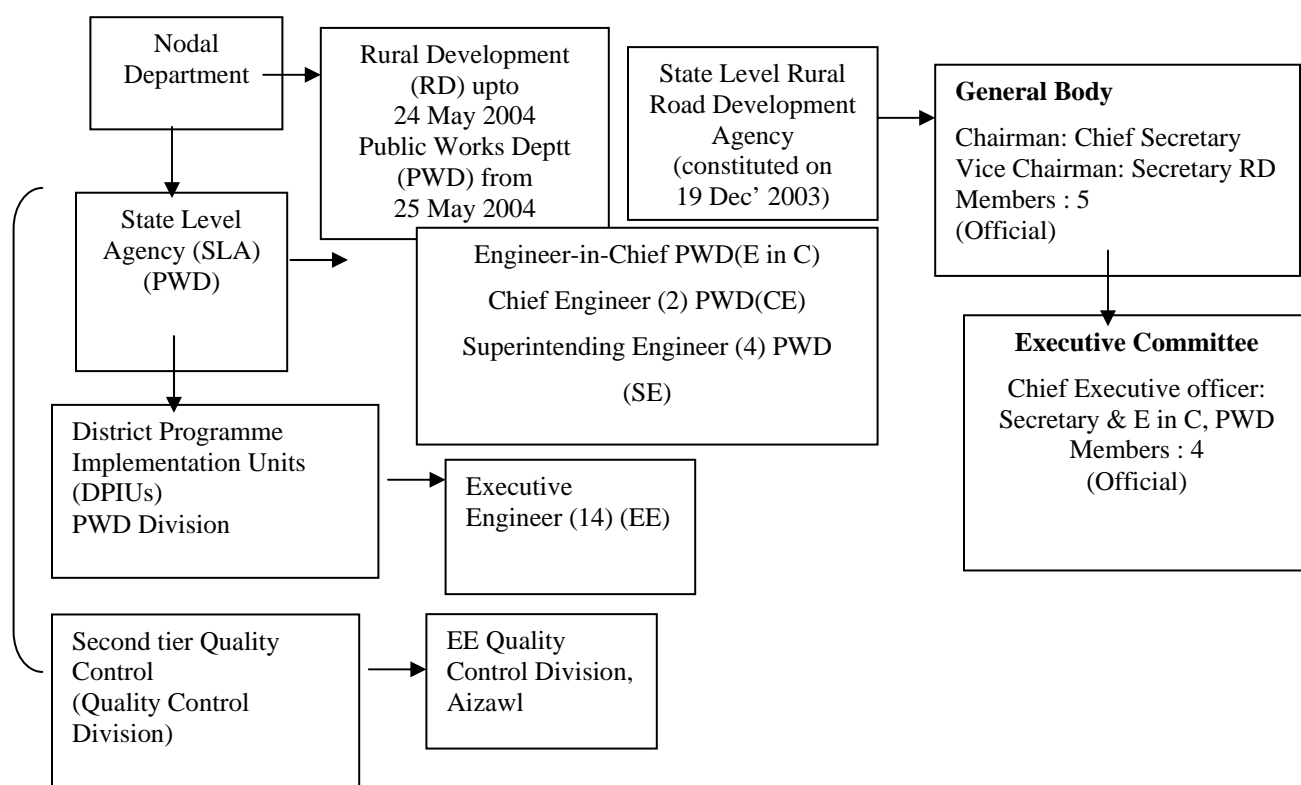 Nodal
Department
Rural Development
(RD) upto
24 May 2004
Public Works Deptt
(PWD) from
25 May 2004
State Level Rural
Road Development
Agency
(constituted on
19 Dec’ 2003)
General Body
Chairman: Chief Secretary
Vice Chairman: Secretary RD
Members : 5
(Official)
State Level
Agency (SLA)
(PWD)
Engineer-in-Chief PWD(E in C)
Chief Engineer (2) PWD(CE)
Superintending Engineer (4) PWD
(SE)
Executive Committee
Chief Executive officer:
Secretary & E in C, PWD
Members : 4
(Official)
District Programme
Implementation Units
(DPIUs)
PWD Division
Executive
Engineer (14) (EE)
Second tier Quality
Control
(Quality Control
Division)
EE Quality
Control Division,
Aizawl